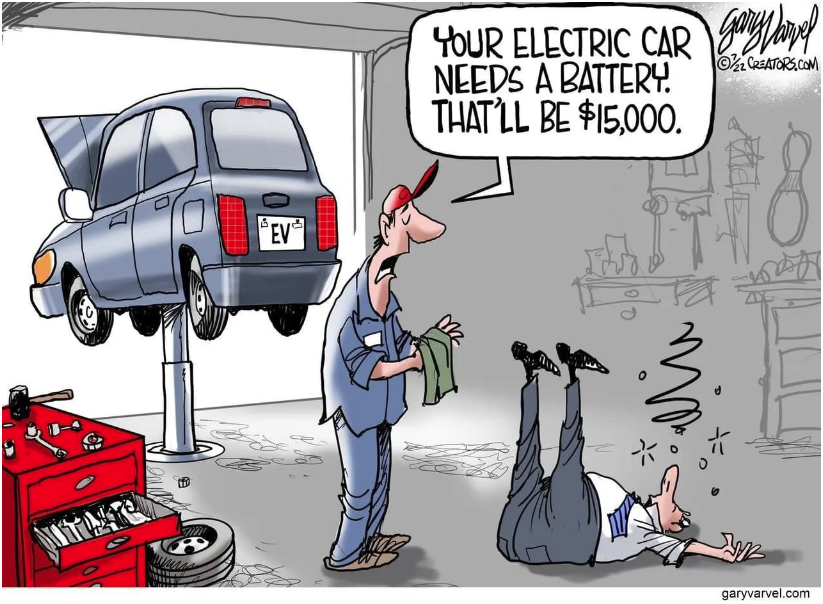 Gary Varvel
© 7/22 CREATORS.COM
YOUR ELECTRIC CAR
NEEDS A BATTERY.
THAT'LL BE $15,000.
EV
garyvarvel.com